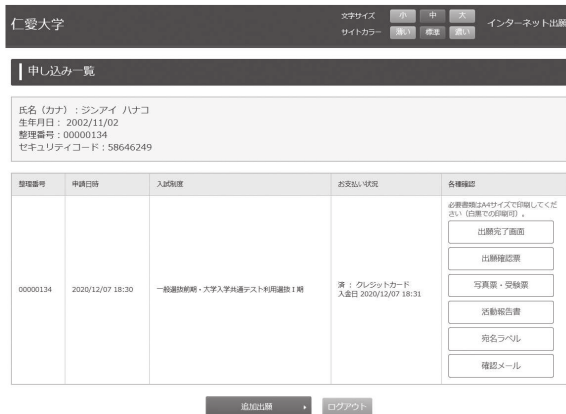 仁愛大学
文字サイズ 小 中 大
サイトカラー 薄い 標準 濃い
インターネット出願
申し込み一覧
氏名（カナ）：ジンアイ ハナコ
生年月日： 2002/11/02
整理番号：00000134
セキュリティコード：58646249
整理番号 申請日時 入試制度 お支払い状況 各種確認
必要書類はA4サイズで印刷してくだ
さい（白黒での印刷可）。
出願完了画面
出願確認票
00000134 2020/12/07 18:30 一般選抜前期・大学入学共通テスト利用選抜Ⅰ期 済 ： クレジットカード
入金日 2020/12/07 18:31
写真票・受験票
活動報告書
宛名ラベル
確認メール
追加出願
ログアウト